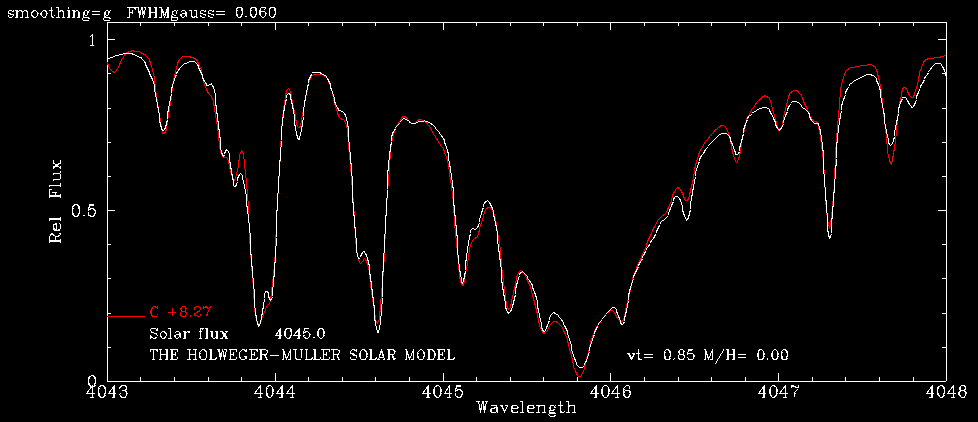 smoothing=g FWHMgauss= 0.060
1
Rel Flux
0.5
C +8.27
Solar flux 4045.0
THE HOLWEGER-MULLER SOLAR MODEL
vt= 0.85 M/H= 0.00
0
4043 4044 4045 4046 4047 4048
Wavelength